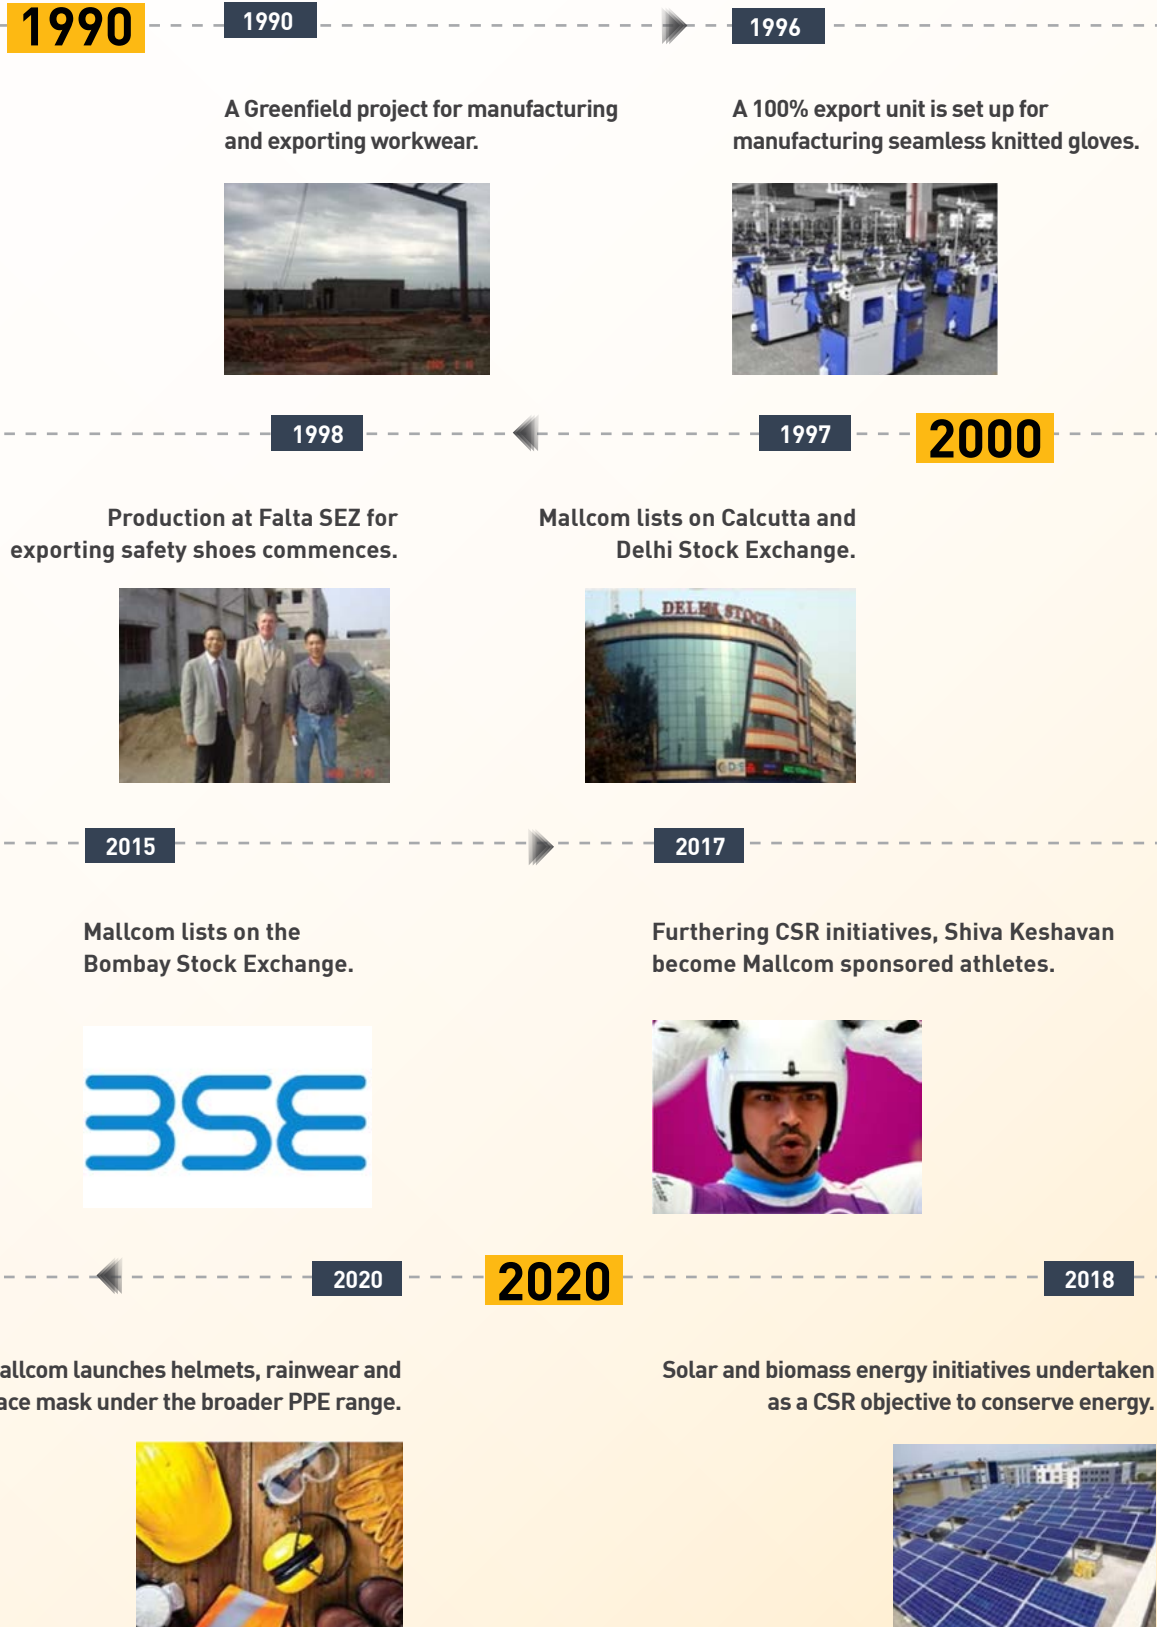 1990
1990
1996
A Greenfield project for manufacturing
and exporting workwear.
A 100% export unit is set up for
manufacturing seamless knitted gloves.
1998
1997
2000
Production at Falta SEZ for
exporting safety shoes commences.
Mallcom lists on Calcutta and
Delhi Stock Exchange.
DELHI STOCK
2015
2017
Mallcom lists on the
Bombay Stock Exchange.
Furthering CSR initiatives, Shiva Keshavan
become Mallcom sponsored athletes.
BSE
2020
2020
2018
allcom launches helmets, rainwear and
ace mask under the broader PPE range.
Solar and biomass energy initiatives undertaken
as a CSR objective to conserve energy.